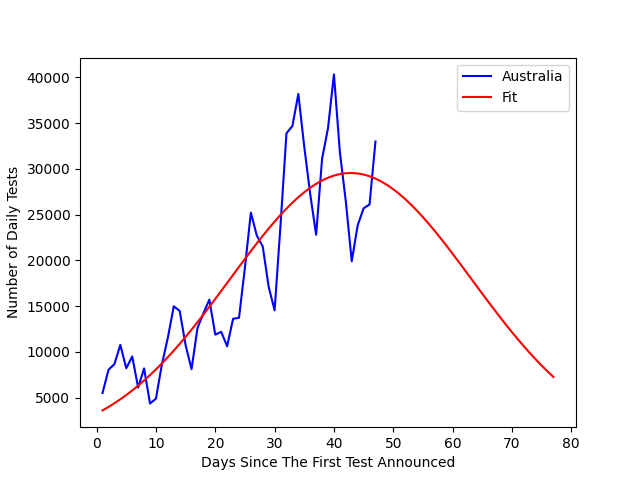 Australia
Fit
40000
35000
30000
25000
20000
15000
10000
5000
Number of Daily Tests
0 10 20 30 40 50 60 70 80
Days Since The First Test Announced